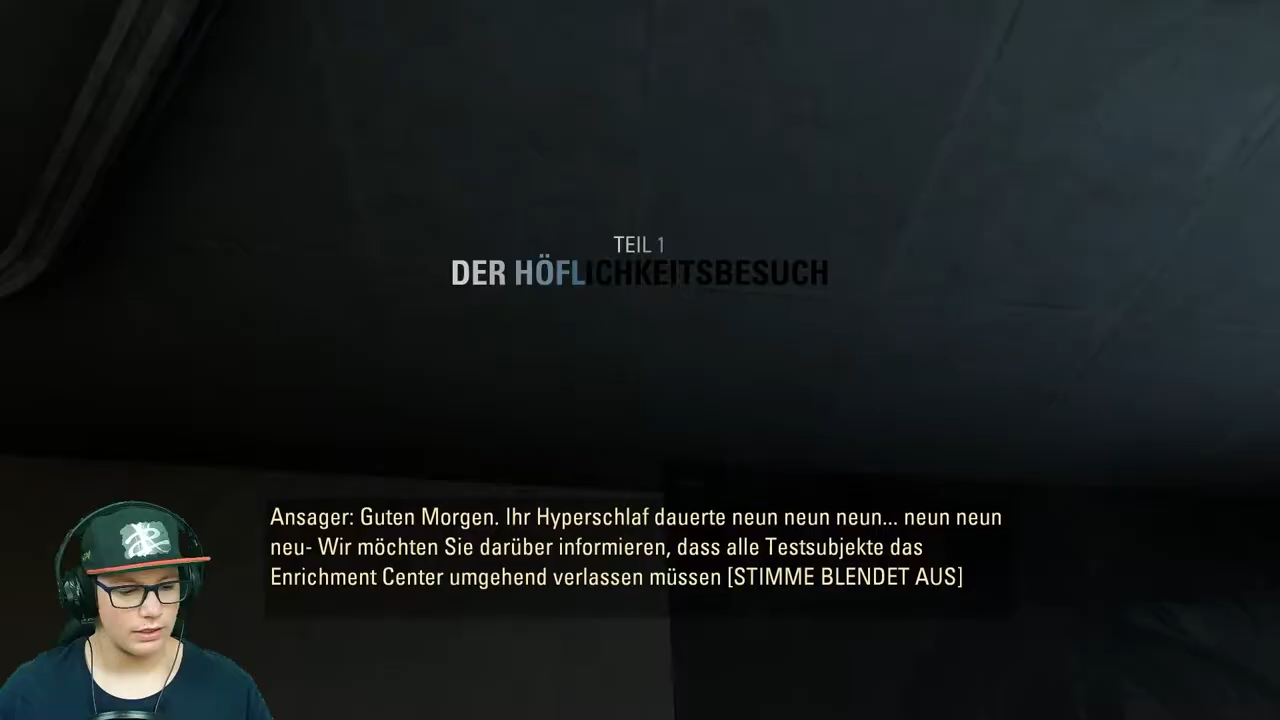 TEIL 1
DER HÖFLICHKEITSBESUCH
Ansager: Guten Morgen. Ihr Hyperschlaf dauerte neun neun neun... neun neun
neu- Wir möchten Sie darüber informieren, dass alle Testsubjekte das
Enrichment Center umgehend verlassen müssen [STIMME BLENDET AUS]